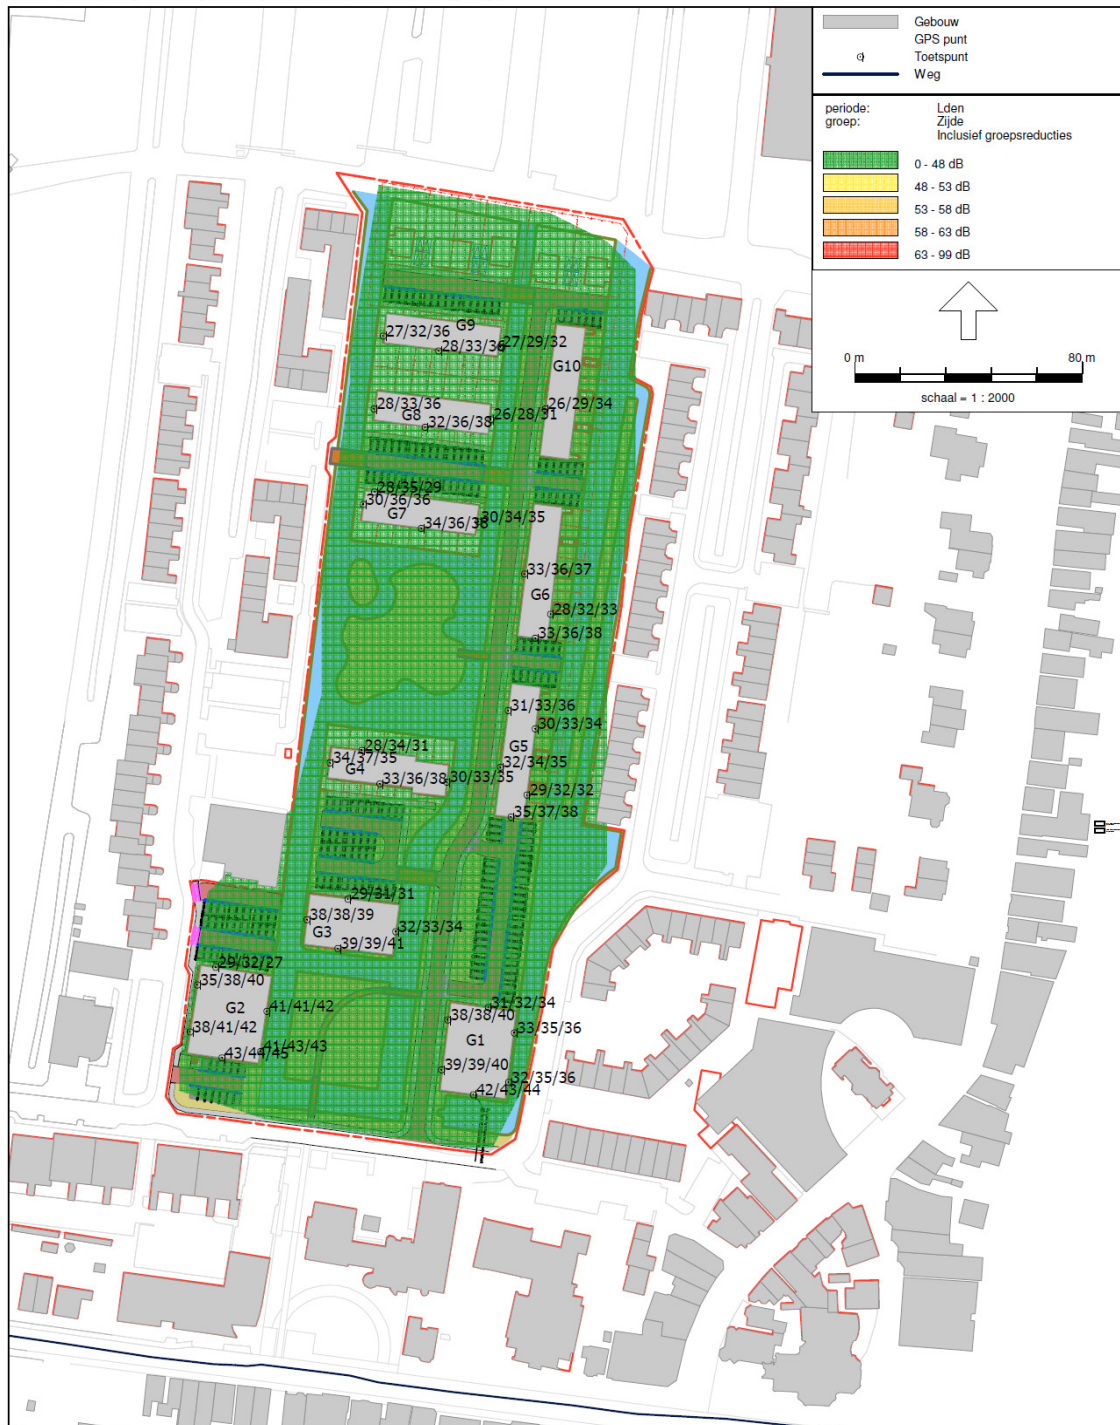 Gebouw
GPS punt
Toetspunt
Weg
periode: Lden
groep: Zijde
Inclusief groepsreducties
0 - 48 dB
48 - 53 dB
53 - 58 dB
58 - 63 dB
63 - 99 dB
0 m 80 m
schaal = 1 : 2000
G9
27/32/36
28/33/36
27/29/32
G10
26/29/34
28/33/36
G8
32/36/38
26/28/31
28/35/29
30/36/36
G7
34/36/38
30/34/35
33/36/37
G6
28/32/33
33/36/38
31/33/36
30/33/34
G5
32/34/35
29/32/32
35/37/38
28/34/31
34/37/35
G4
33/36/38
30/33/35
29/31/31
38/38/39
G3
32/33/34
39/39/41
29/32/27
35/38/40
G2
41/41/42
38/41/42
41/43/43
43/44/45
31/32/34
38/38/40
G1
33/35/36
39/39/40
32/35/36
42/43/44